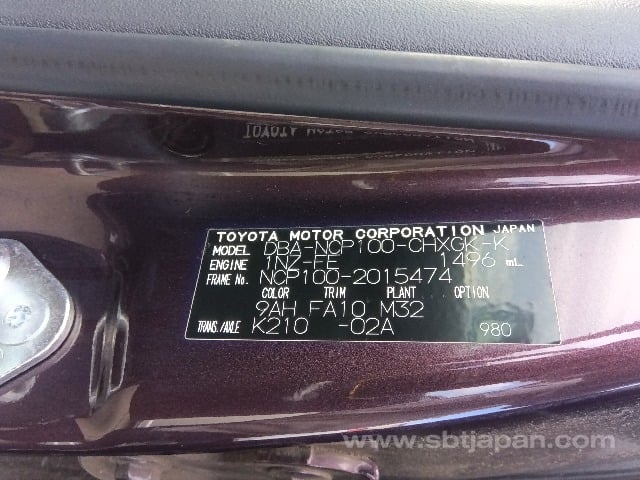 TOYOTA MOTOR CORPORATION JAPAN
MODEL DBA-NCP100-CHXGK-K
ENGINE 1NZ-FE 1496 mL
FRAME No. NCP100-2015474
COLOR TRIM PLANT OPTION
9AH FA10 M32
TRANS./AXLE K210 -02A 980
www.sbtjapan.com